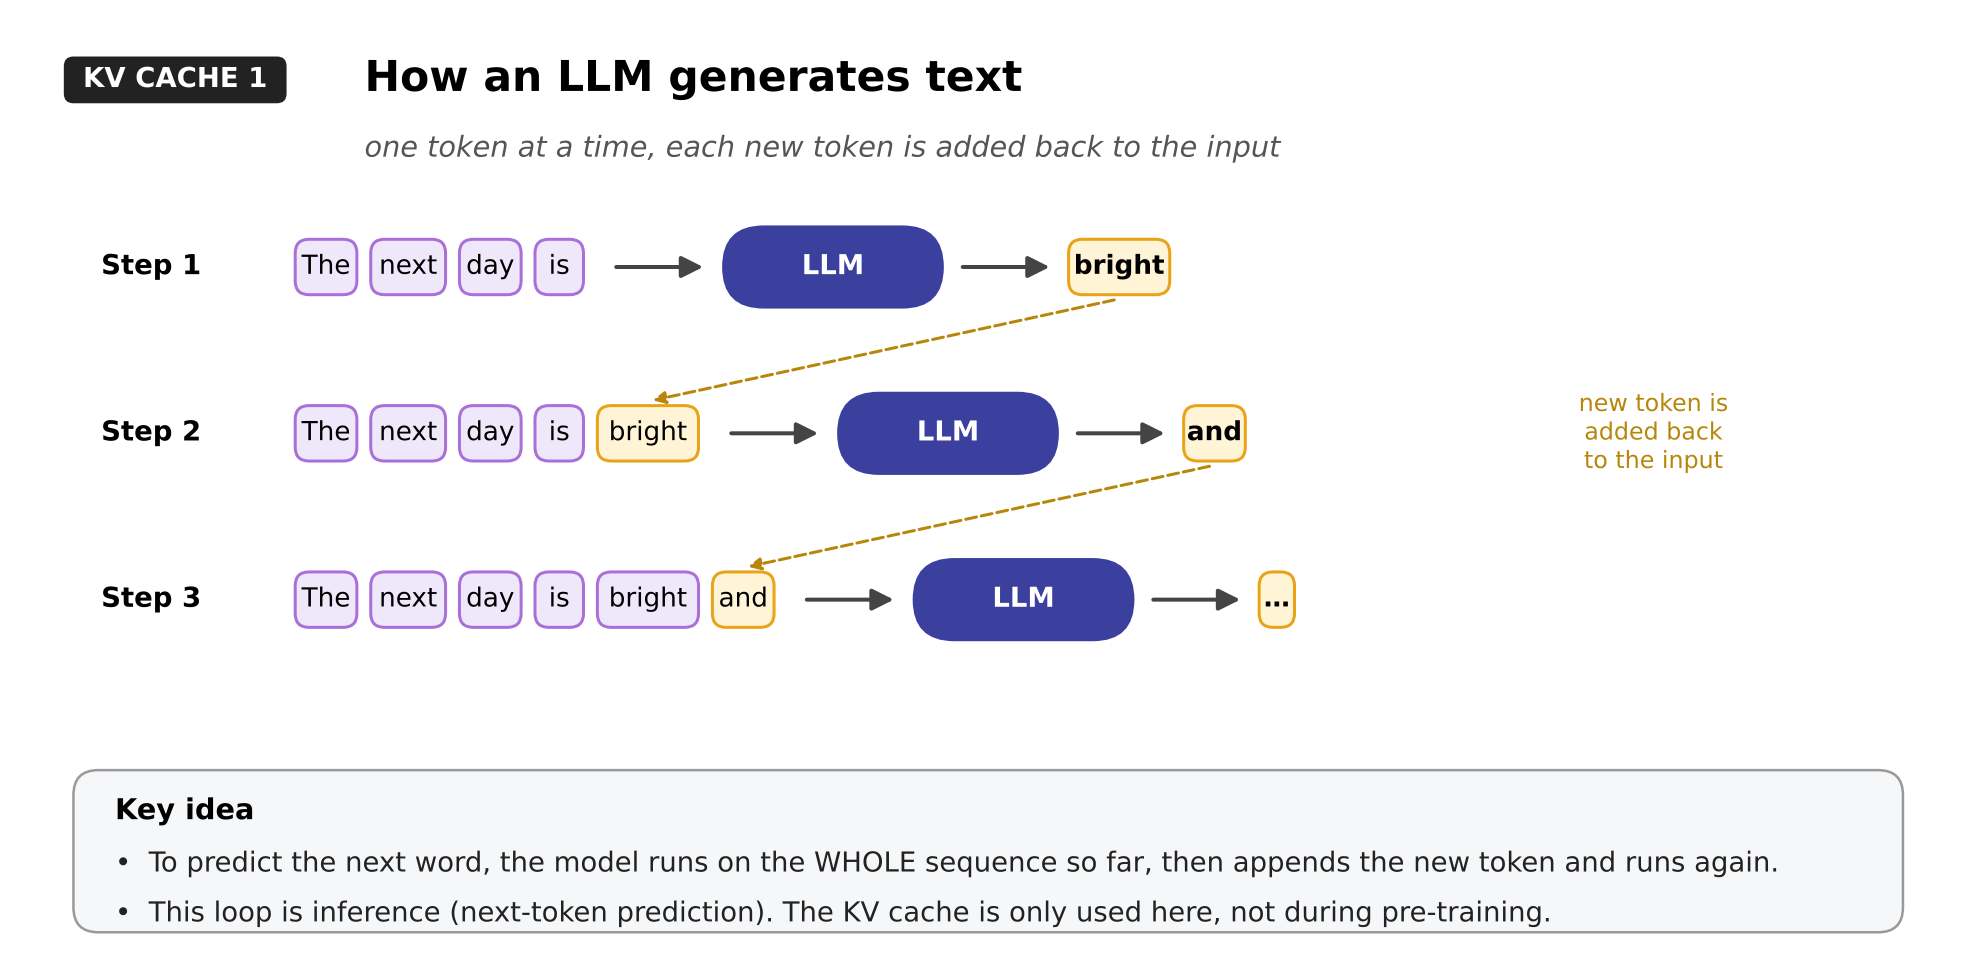 KV CACHE 1
How an LLM generates text
one token at a time, each new token is added back to the input
Step 1
The next day is
LLM
bright
Step 2
The next day is bright
LLM
and
new token is
added back
to the input
Step 3
The next day is bright and
LLM
...
Key idea
• To predict the next word, the model runs on the WHOLE sequence so far, then appends the new token and runs again.
• This loop is inference (next-token prediction). The KV cache is only used here, not during pre-training.